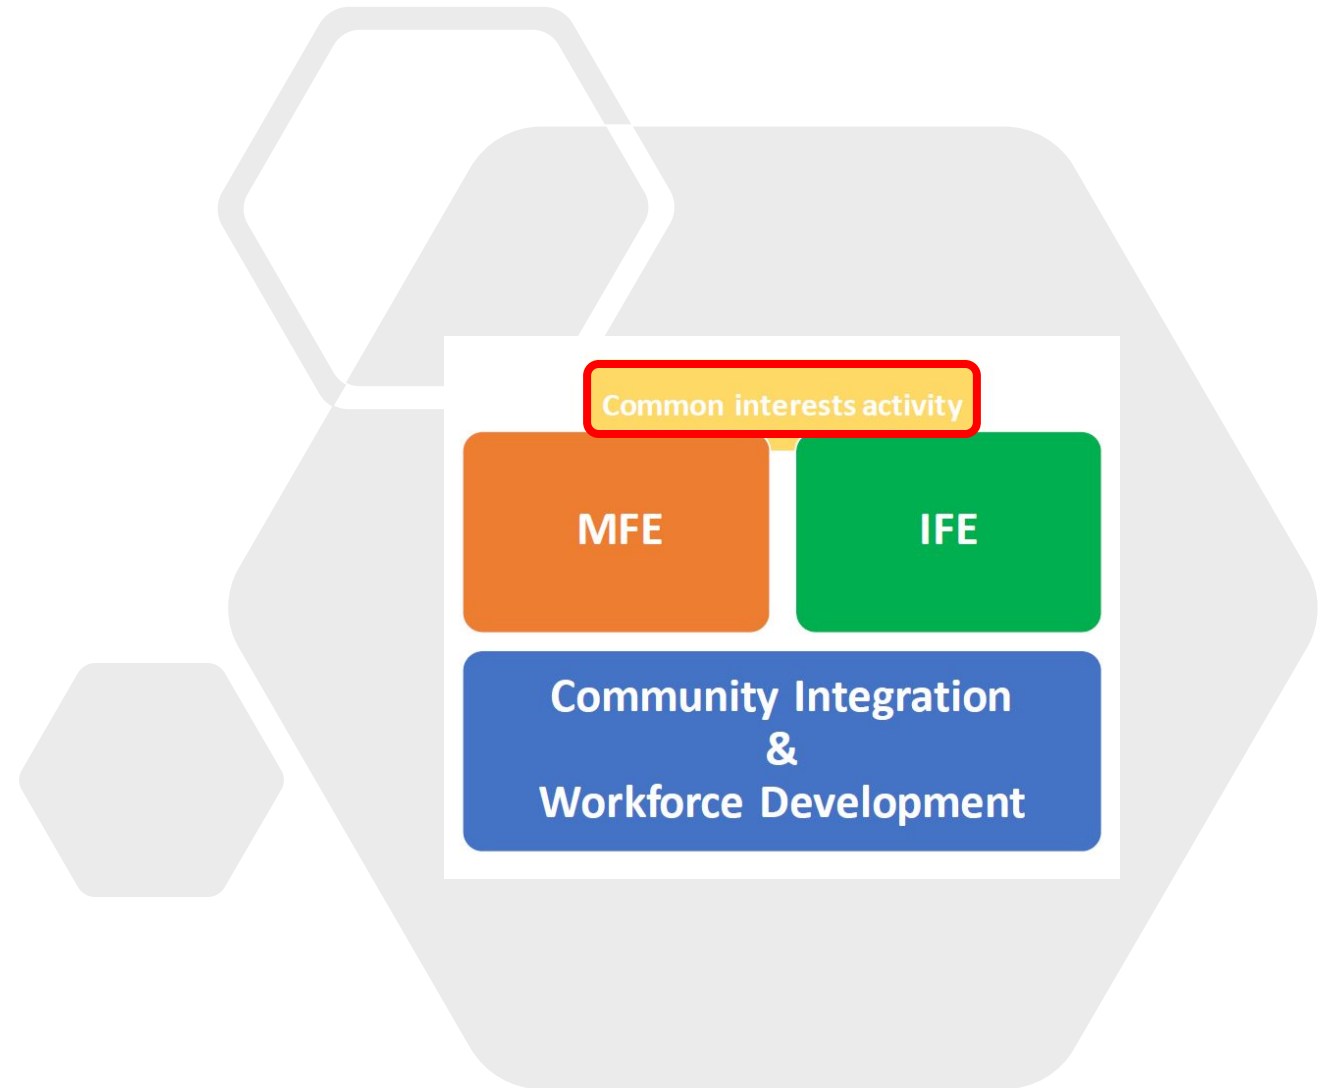 Common interests activity
MFE
IFE
Community Integration
&
Workforce Development